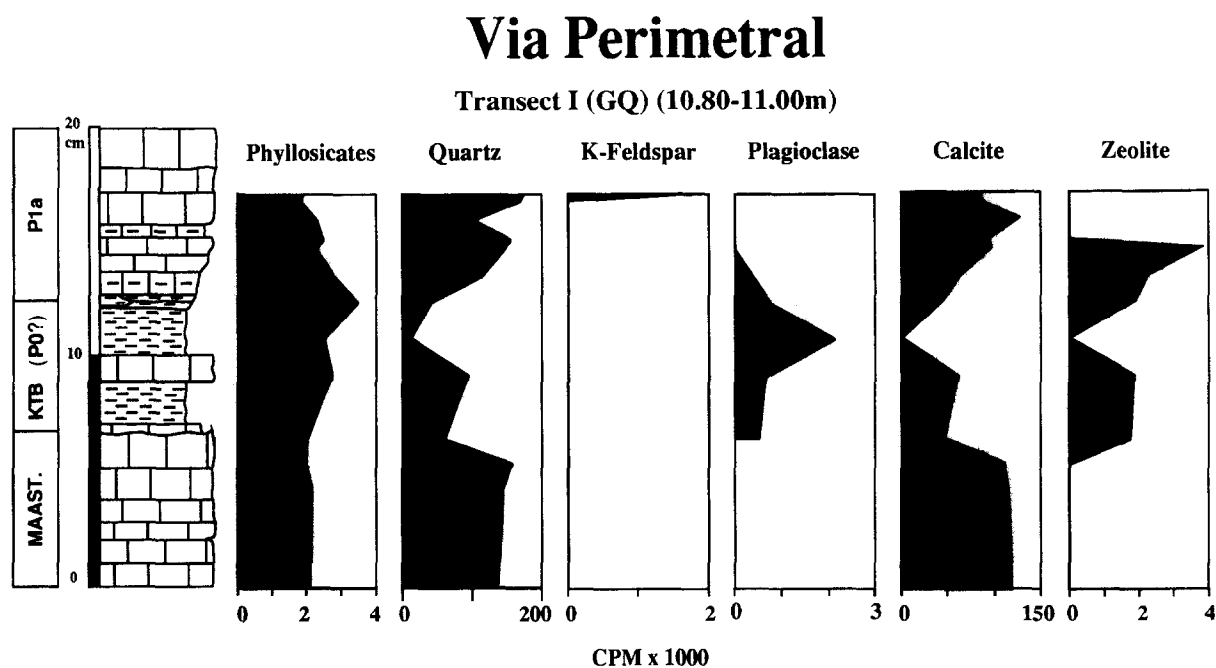 Via Perimetral
Transect I (GQ) (10.80-11.00m)
20
cm
Phyllosicates
Quartz
K-Feldspar
Plagioclase
Calcite
Zeolite
P1a
KTB (P0?)
10
MAAST.
0
0 2 4
0 200
0 2
0 3
0 150
0 4
CPM x 1000